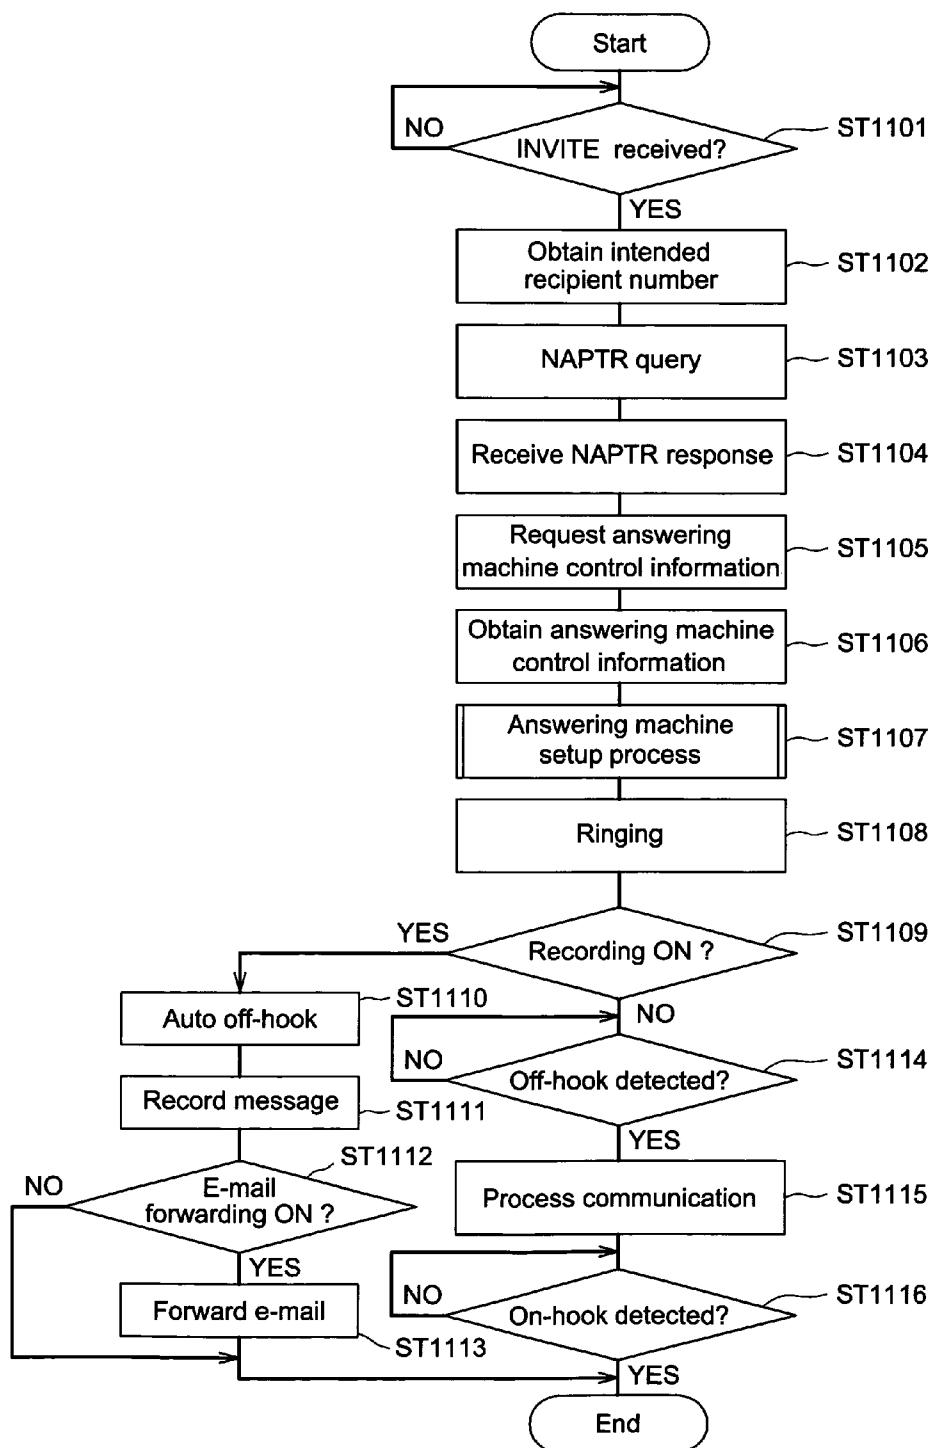 Start
NO
INVITE received?
ST1101
YES
Obtain intended
recipient number
ST1102
NAPTR query
ST1103
Receive NAPTR response
ST1104
Request answering
machine control information
ST1105
Obtain answering machine
control information
ST1106
Answering machine
setup process
ST1107
Ringing
ST1108
YES
Recording ON ?
ST1109
NO
Auto off-hook
ST1110
NO
Off-hook detected?
ST1114
Record message
ST1111
YES
ST1112
NO
E-mail
forwarding ON ?
Process communication
ST1115
YES
Forward e-mail
ST1113
NO
On-hook detected?
ST1116
YES
End